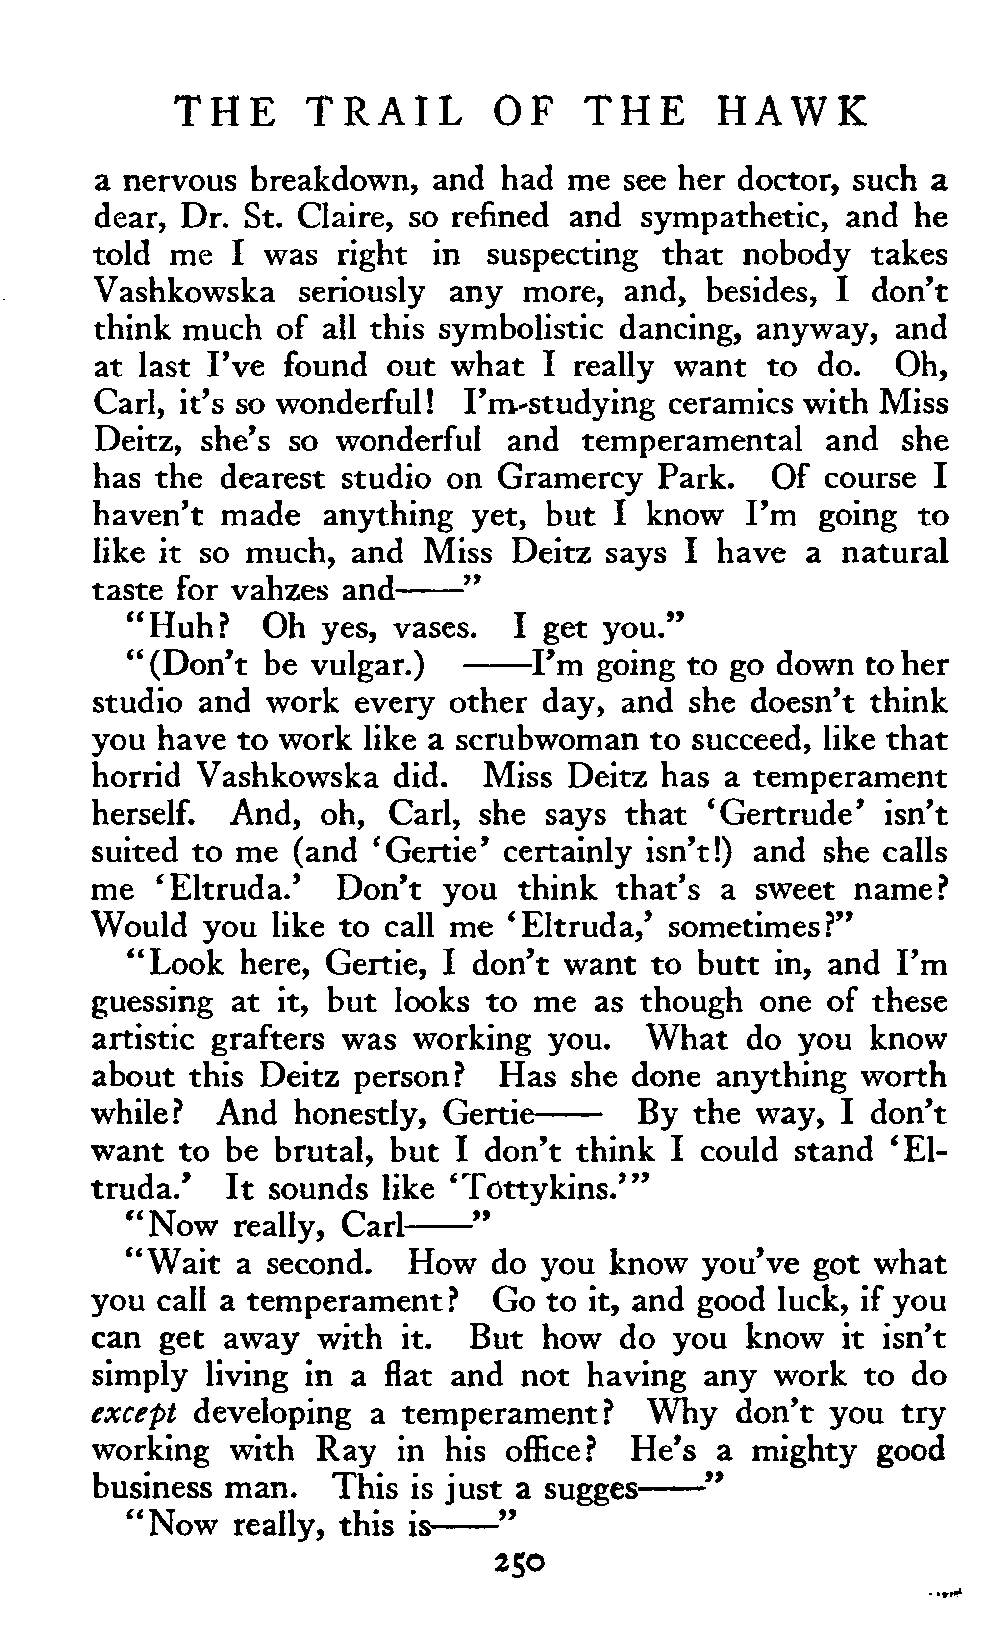 THE TRAIL OF THE HAWK
a nervous breakdown, and had me see her doctor, such a
dear, Dr. St. Claire, so refined and sympathetic, and he
told me I was right in suspecting that nobody takes
Vashkowska seriously any more, and, besides, I don't
think much of all this symbolistic dancing, anyway, and
at last I've found out what I really want to do. Oh,
Carl, it's so wonderful! I'm studying ceramics with Miss
Deitz, she's so wonderful and temperamental and she
has the dearest studio on Gramercy Park. Of course I
haven't made anything yet, but I know I'm going to
like it so much, and Miss Deitz says I have a natural
taste for vahzes and——"
"Huh? Oh yes, vases. I get you."
"(Don't be vulgar.) ——I'm going to go down to her
studio and work every other day, and she doesn't think
you have to work like a scrubwoman to succeed, like that
horrid Vashkowska did. Miss Deitz has a temperament
herself. And, oh, Carl, she says that 'Gertrude' isn't
suited to me (and 'Gertie' certainly isn't!) and she calls
me 'Eltruda.' Don't you think that's a sweet name?
Would you like to call me 'Eltruda,' sometimes?"
"Look here, Gertie, I don't want to butt in, and I'm
guessing at it, but looks to me as though one of these
artistic grafters was working you. What do you know
about this Deitz person? Has she done anything worth
while? And honestly, Gertie—— By the way, I don't
want to be brutal, but I don't think I could stand 'El-
truda.' It sounds like 'Tottykins.'"
"Now really, Carl——"
"Wait a second. How do you know you've got what
you call a temperament? Go to it, and good luck, if you
can get away with it. But how do you know it isn't
simply living in a flat and not having any work to do
except developing a temperament? Why don't you try
working with Ray in his office? He's a mighty good
business man. This is just a sugges——"
"Now really, this is——"
250